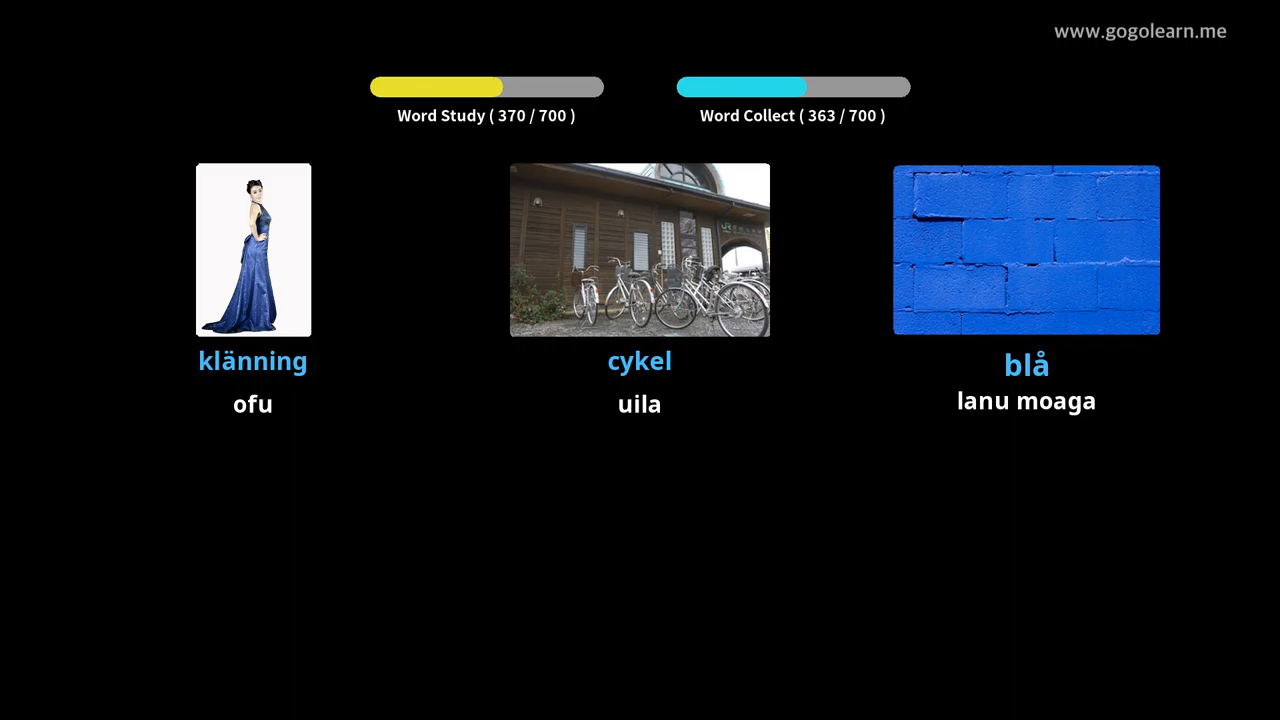 www.gogolearn.me
Word Study ( 370 / 700 )
Word Collect ( 363 / 700 )
klänning
cykel
blå
ofu
uila
lanu moaga